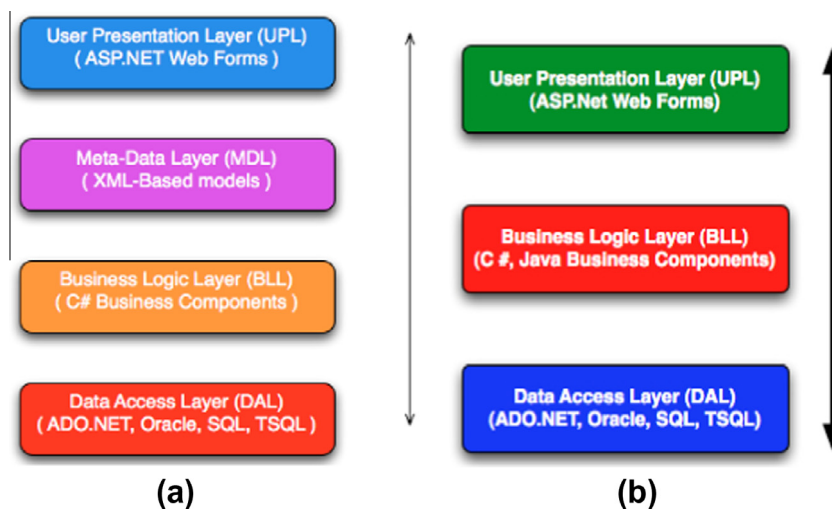 User Presentation Layer (UPL)
( ASP.NET Web Forms )
Meta-Data Layer (MDL)
( XML-Based models )
Business Logic Layer (BLL)
( C# Business Components )
Data Access Layer (DAL)
( ADO.NET, Oracle, SQL, TSQL )
(a)
User Presentation Layer (UPL)
(ASP.Net Web Forms)
Business Logic Layer (BLL)
(C #, Java Business Components)
Data Access Layer (DAL)
(ADO.NET, Oracle, SQL, TSQL)
(b)